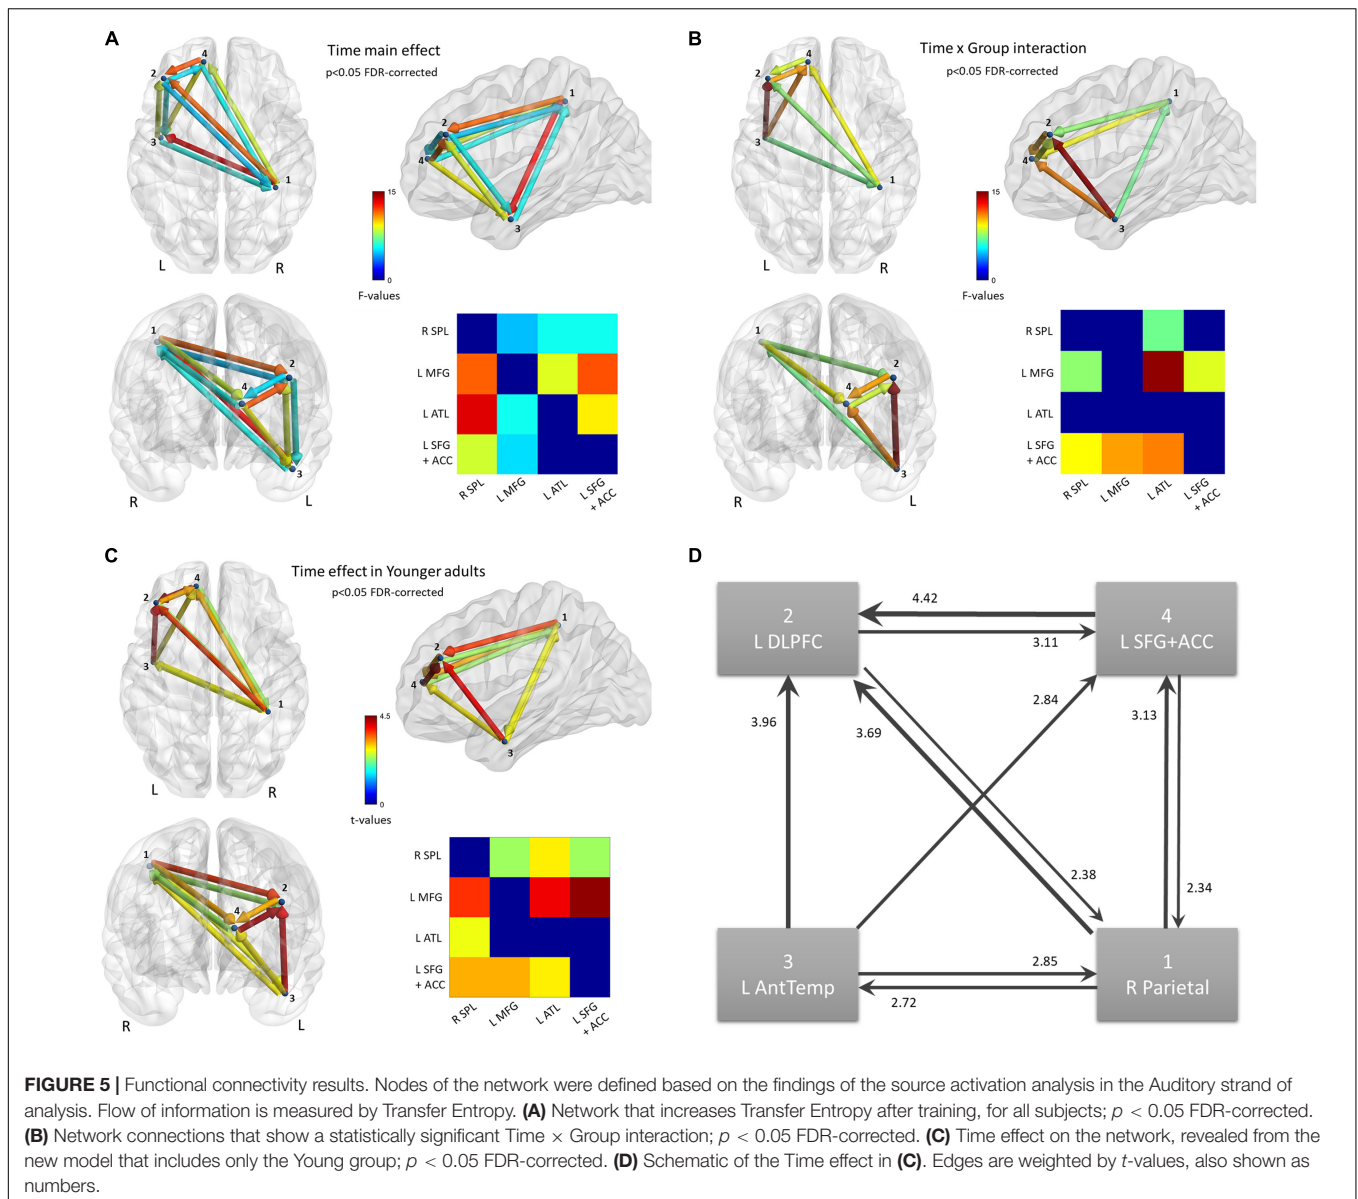 A
Time main effect
p<0.05 FDR-corrected
4
2
3
1
L
R
1
2
4
3
15
0
F-values
1
2
4
3
R
L
R SPL
L MFG
L ATL
L SFG
+ ACC
R SPL
L MFG
L ATL
L SFG
+ ACC
B
Time x Group interaction
p<0.05 FDR-corrected
4
2
3
1
L
R
1
2
4
3
15
0
F-values
1
2
4
3
R
L
R SPL
L MFG
L ATL
L SFG
+ ACC
R SPL
L MFG
L ATL
L SFG
+ ACC
C
Time effect in Younger adults
p<0.05 FDR-corrected
4
2
3
1
L
R
1
2
4
3
4.5
0
t-values
1
2
4
3
R
L
R SPL
L MFG
L ATL
L SFG
+ ACC
R SPL
L MFG
L ATL
L SFG
+ ACC
D
2
L DLPFC
4
L SFG+ACC
4.42
3.11
3.96
3.69
2.84
3.13
2.38
2.34
3
L AntTemp
1
R Parietal
2.85
2.72
FIGURE 5 | Functional connectivity results. Nodes of the network were defined based on the findings of the source activation analysis in the Auditory strand of
analysis. Flow of information is measured by Transfer Entropy. (A) Network that increases Transfer Entropy after training, for all subjects; p < 0.05 FDR-corrected.
(B) Network connections that show a statistically significant Time × Group interaction; p < 0.05 FDR-corrected. (C) Time effect on the network, revealed from the
new model that includes only the Young group; p < 0.05 FDR-corrected. (D) Schematic of the Time effect in (C). Edges are weighted by t-values, also shown as
numbers.